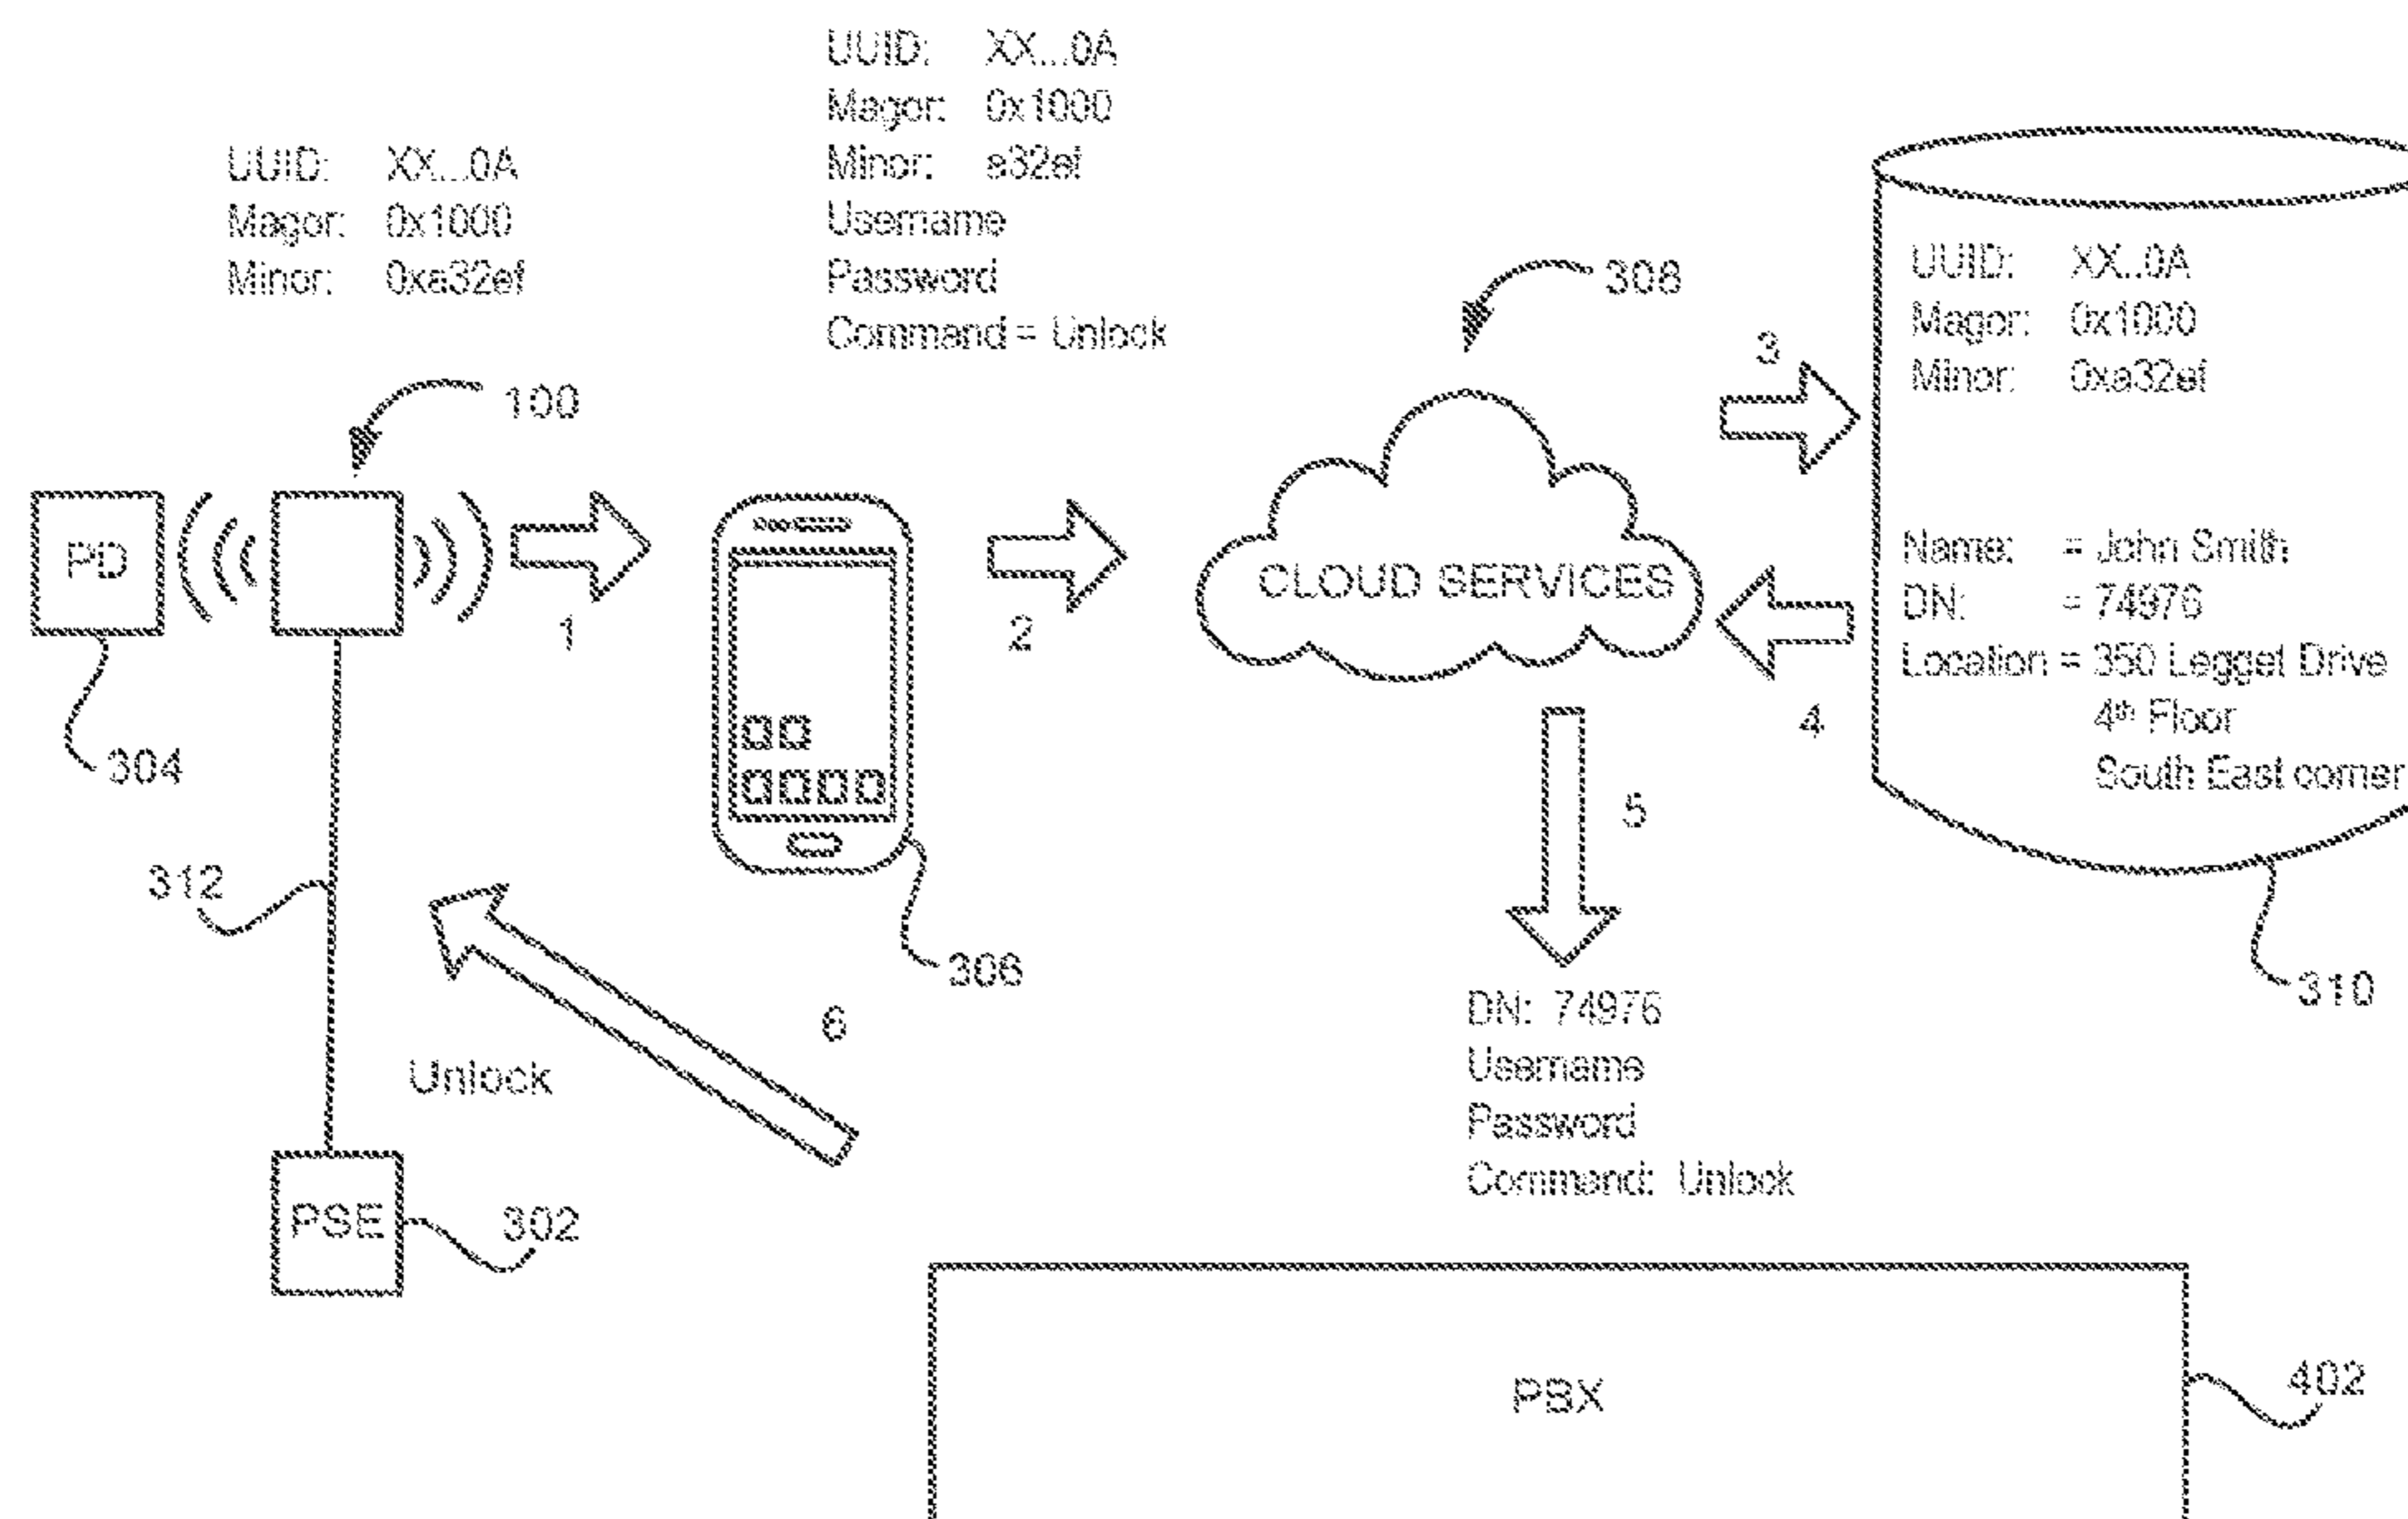 UUID: XX...0A
Magor: 0x1000
Minor: 0xa32ef
UUID: XX...0A
Magor: 0x1000
Minor: a32ef
Username
Password
Command = Unlock
308
3
UUID: XX..0A
Magor: 0x1000
Minor: 0xa32ef
100
PD
1
2
CLOUD SERVICES
Name: = John Smith
DN: = 74976
Location = 350 Legget Drive
4th Floor
South East corner
4
304
5
312
306
310
6
Unlock
DN: 74976
Username
Password
Command: Unlock
PSE
302
PBX
402